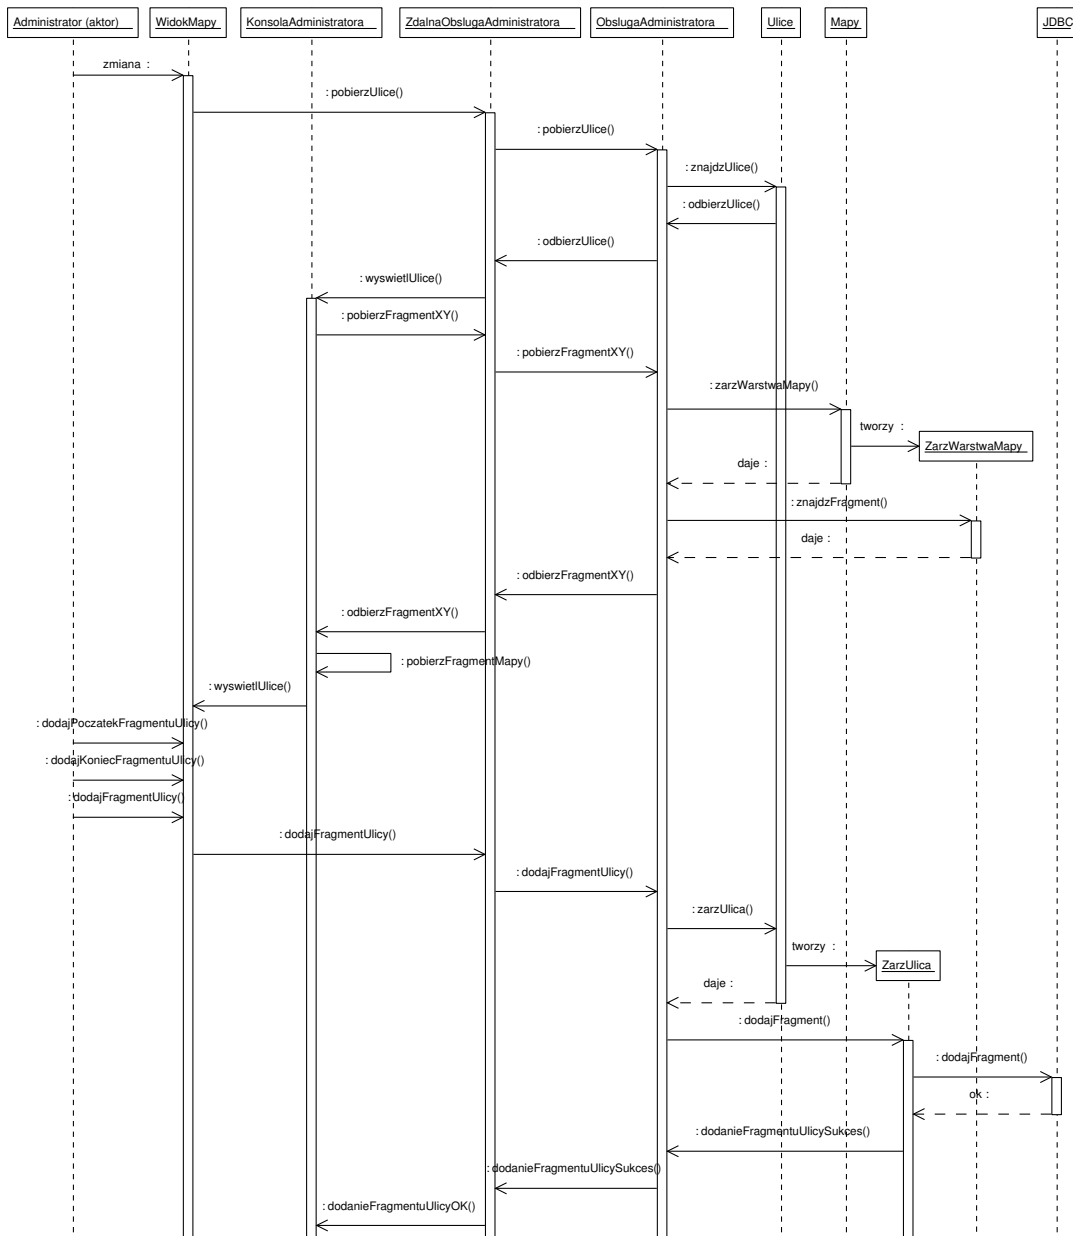 Administrator (aktor)
WidokMapy
KonsolaAdministratora
ZdalnaObslugaAdministratora
ObslugaAdministratora
Ulice
Mapy
JDBC
zmiana :
: pobierzUlice()
: pobierzUlice()
: znajdzUlice()
: odbierzUlice()
: odbierzUlice()
: wyswietlUlice()
: pobierzFragmentXY()
: pobierzFragmentXY()
: zarzWarstwaMapy()
tworzy :
ZarzWarstwaMapy
daje :
: znajdzFragment()
daje :
: odbierzFragmentXY()
: odbierzFragmentXY()
: pobierzFragmentMapy()
: wyswietlUlice()
: dodajPoczatekFragmentuUlicy()
: dodajKoniecFragmentuUlicy()
: dodajFragmentUlicy()
: dodajFragmentUlicy()
: dodajFragmentUlicy()
: zarzUlica()
tworzy :
ZarzUlica
daje :
: dodajFragment()
: dodajFragment()
ok :
: dodanieFragmentuUlicySukces()
: dodanieFragmentuUlicySukces()
: dodanieFragmentuUlicyOK()